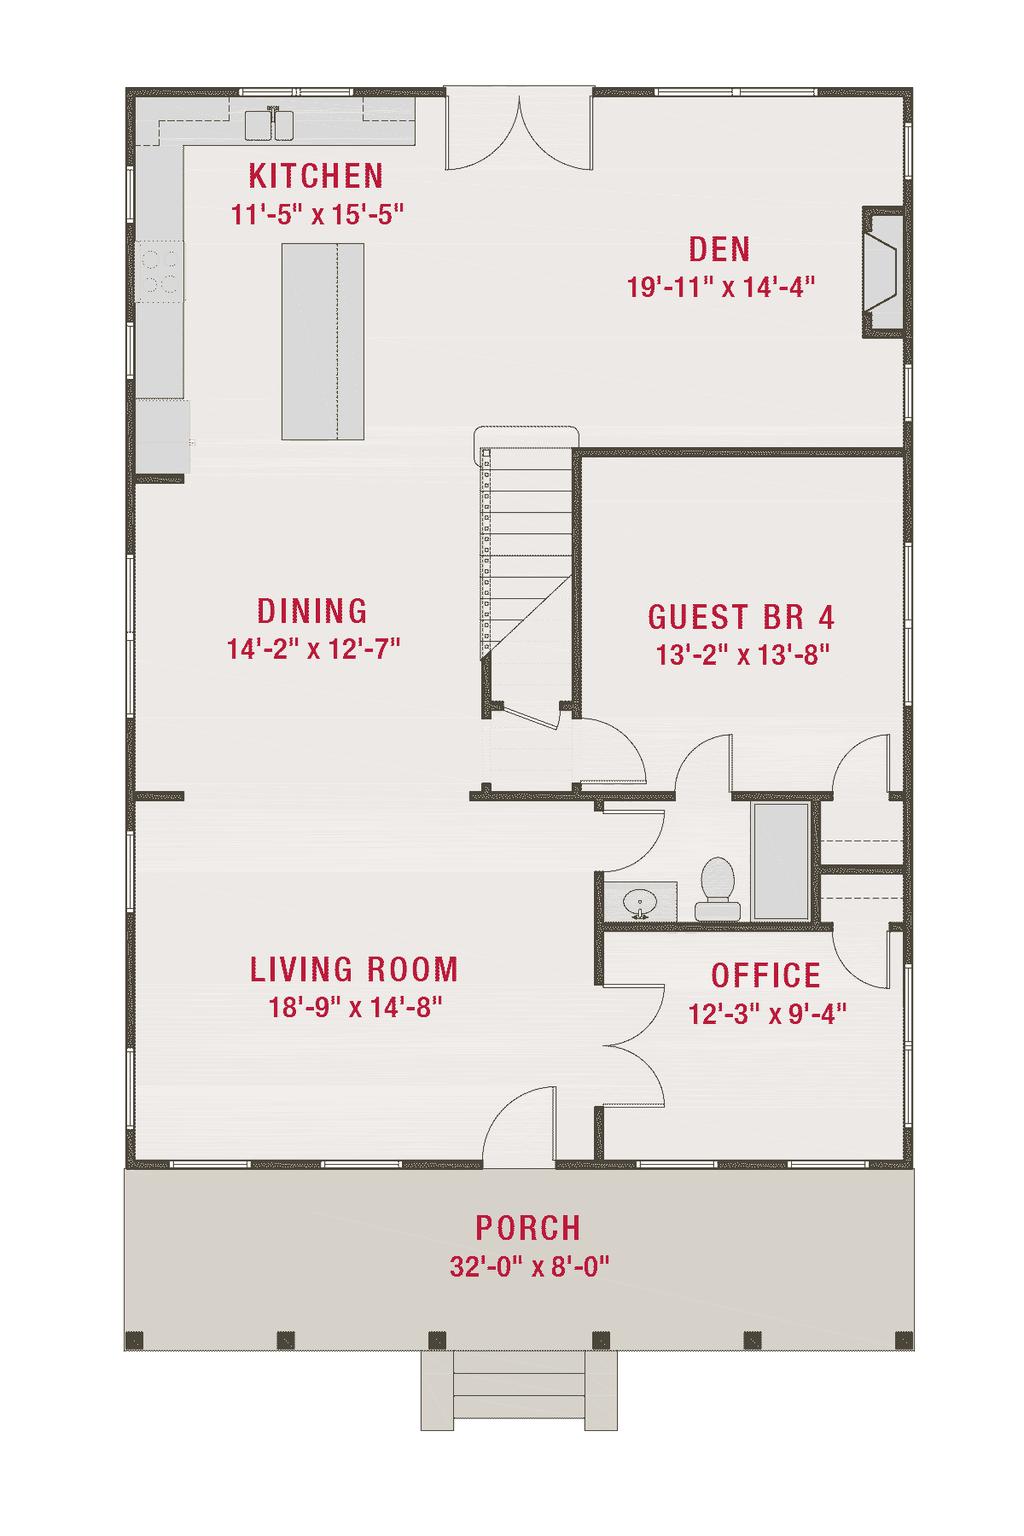 KITCHEN
11'-5" x 15'-5"
DEN
19'-11" x 14'-4"
DINING
14'-2" x 12'-7"
GUEST BR 4
13'-2" x 13'-8"
LIVING ROOM
18'-9" x 14'-8"
OFFICE
12'-3" x 9'-4"
PORCH
32'-0" x 8'-0"